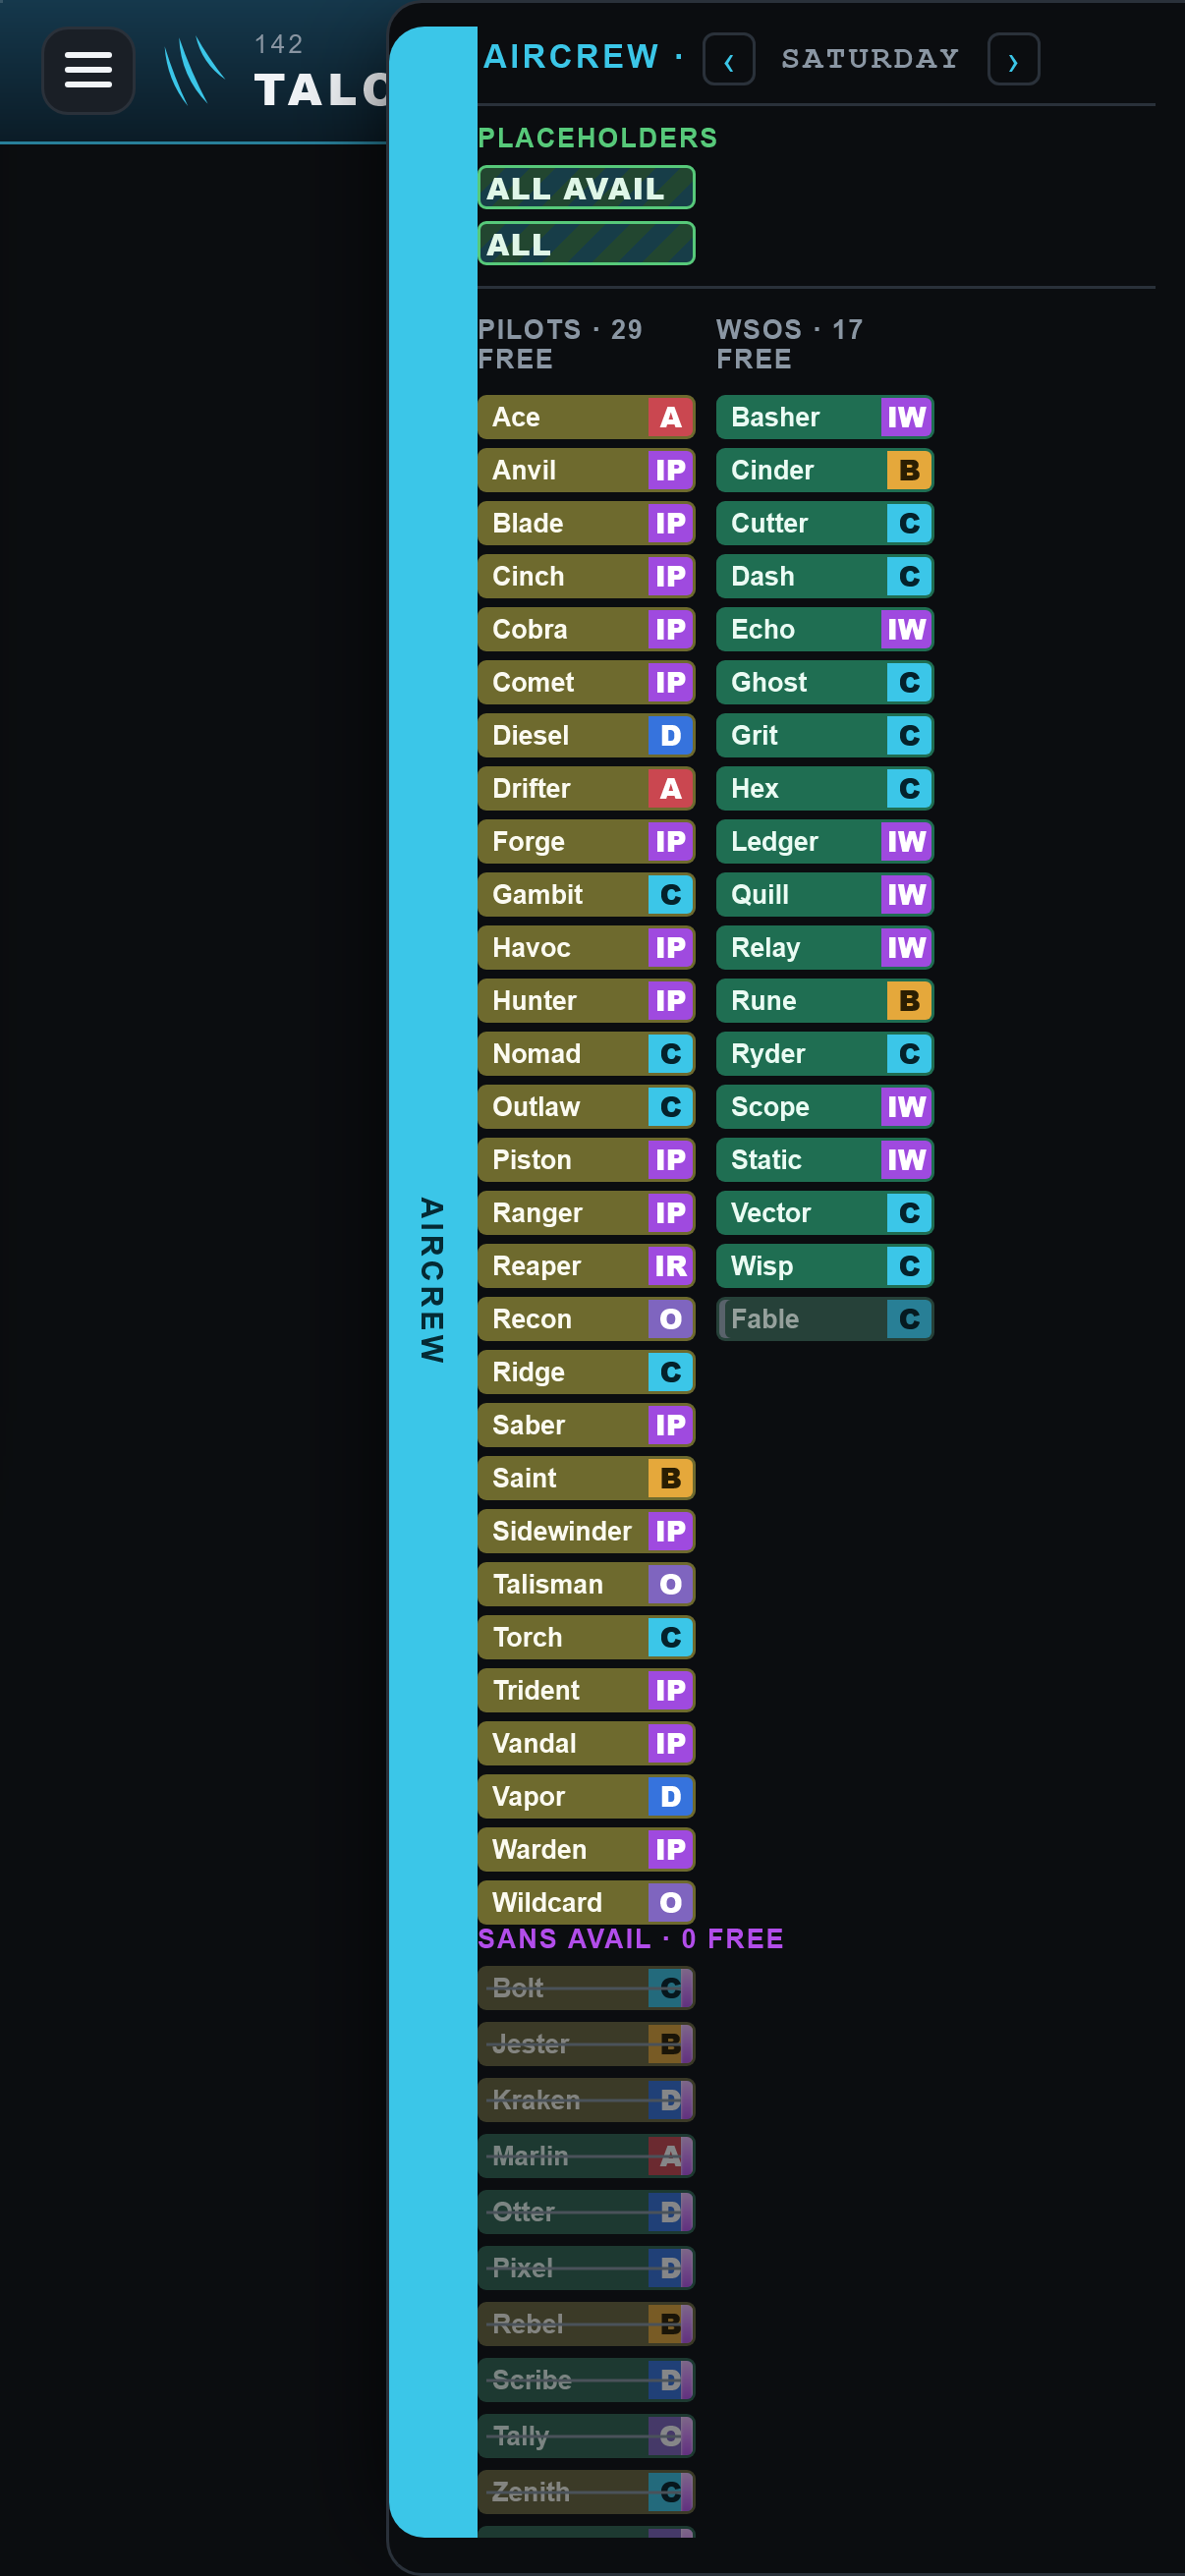 142
TALO
AIRCREW · ‹ SATURDAY ›
PLACEHOLDERS
ALL AVAIL
ALL
PILOTS · 29 FREE
WSOS · 17 FREE
Ace A
Basher IW
Anvil IP
Cinder B
Blade IP
Cutter C
Cinch IP
Dash C
Cobra IP
Echo IW
Comet IP
Ghost C
Diesel D
Grit C
Drifter A
Hex C
Forge IP
Ledger IW
Gambit C
Quill IW
Havoc IP
Relay IW
Hunter IP
Rune B
Nomad C
Ryder C
Outlaw C
Scope IW
Piston IP
Static IW
Ranger IP
Vector C
Reaper IR
Wisp C
Recon O
Fable C
Ridge C
Saber IP
Saint B
Sidewinder IP
Talisman O
Torch C
Trident IP
Vandal IP
Vapor D
Warden IP
Wildcard O
SANS AVAIL · 0 FREE
Bolt C
Jester B
Kraken D
Marlin A
Otter D
Pixel D
Rebel B
Scribe D
Tally O
Zenith C
AIRCREW